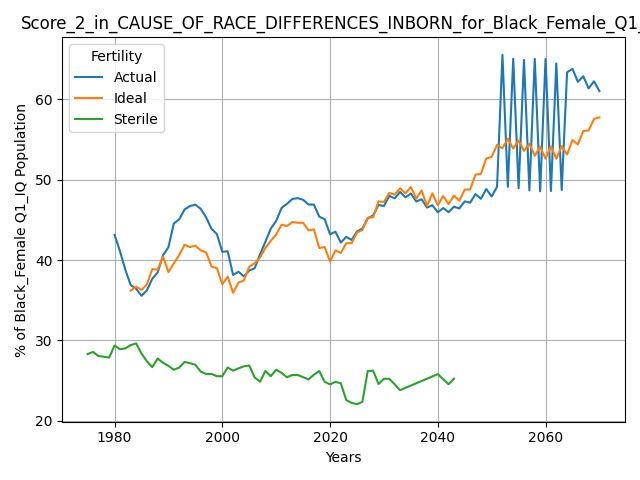 Score_2_in_CAUSE_OF_RACE_DIFFERENCES_INBORN_for_Black_Female_Q1_
Fertility
Actual
Ideal
Sterile
% of Black_Female Q1_IQ Population
60
50
40
30
20
1980 2000 2020 2040 2060
Years